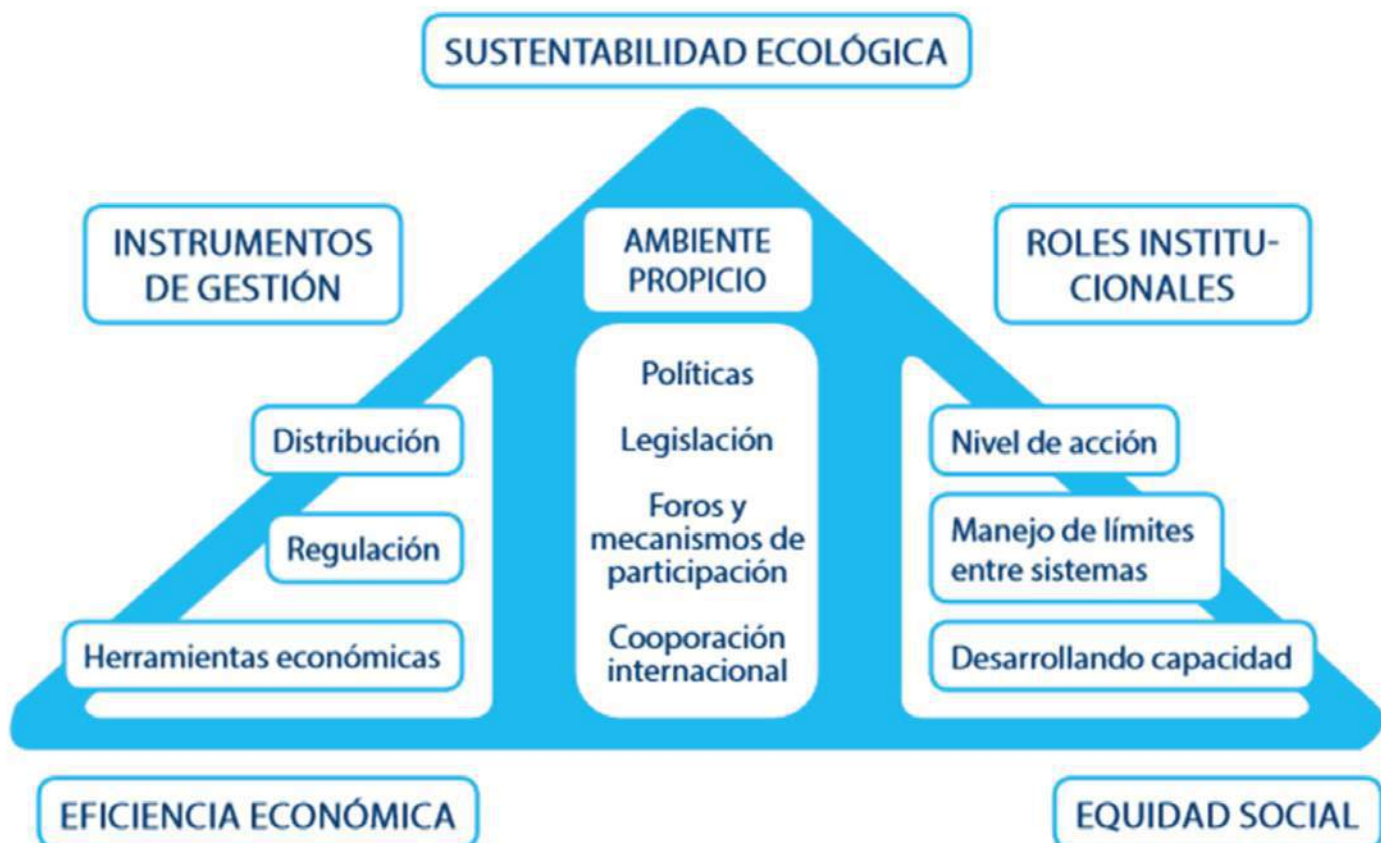 SUSTENTABILIDAD ECOLÓGICA
INSTRUMENTOS
DE GESTIÓN
AMBIENTE
PROPICIO
ROLES INSTITU-
CIONALES
Distribución
Regulación
Herramientas económicas
Políticas
Legislación
Foros y
mecanismos de
participación
Cooporación
internacional
Nivel de acción
Manejo de límites
entre sistemas
Desarrollando capacidad
EFICIENCIA ECONÓMICA
EQUIDAD SOCIAL